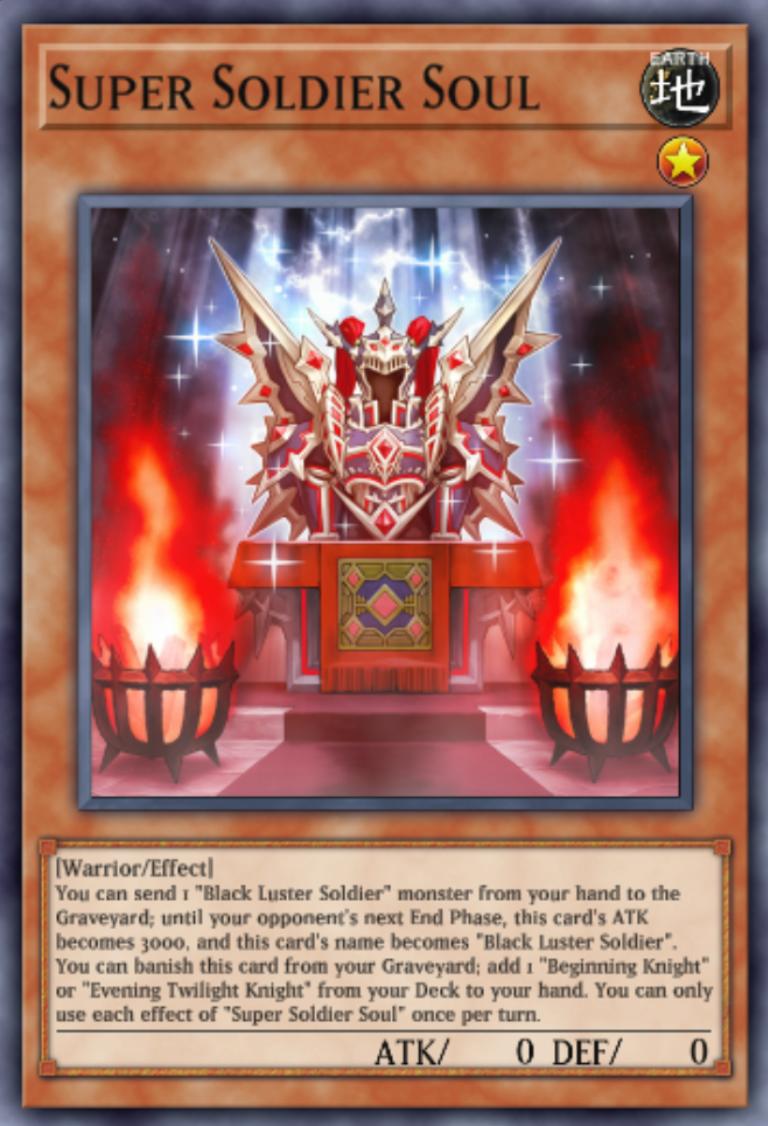 Super Soldier Soul
EARTH
地
[Warrior/Effect]
You can send 1 "Black Luster Soldier" monster from your hand to the
Graveyard; until your opponent's next End Phase, this card's ATK
becomes 3000, and this card's name becomes "Black Luster Soldier".
You can banish this card from your Graveyard; add 1 "Beginning Knight"
or "Evening Twilight Knight" from your Deck to your hand. You can only
use each effect of "Super Soldier Soul" once per turn.
ATK/ 0 DEF/ 0